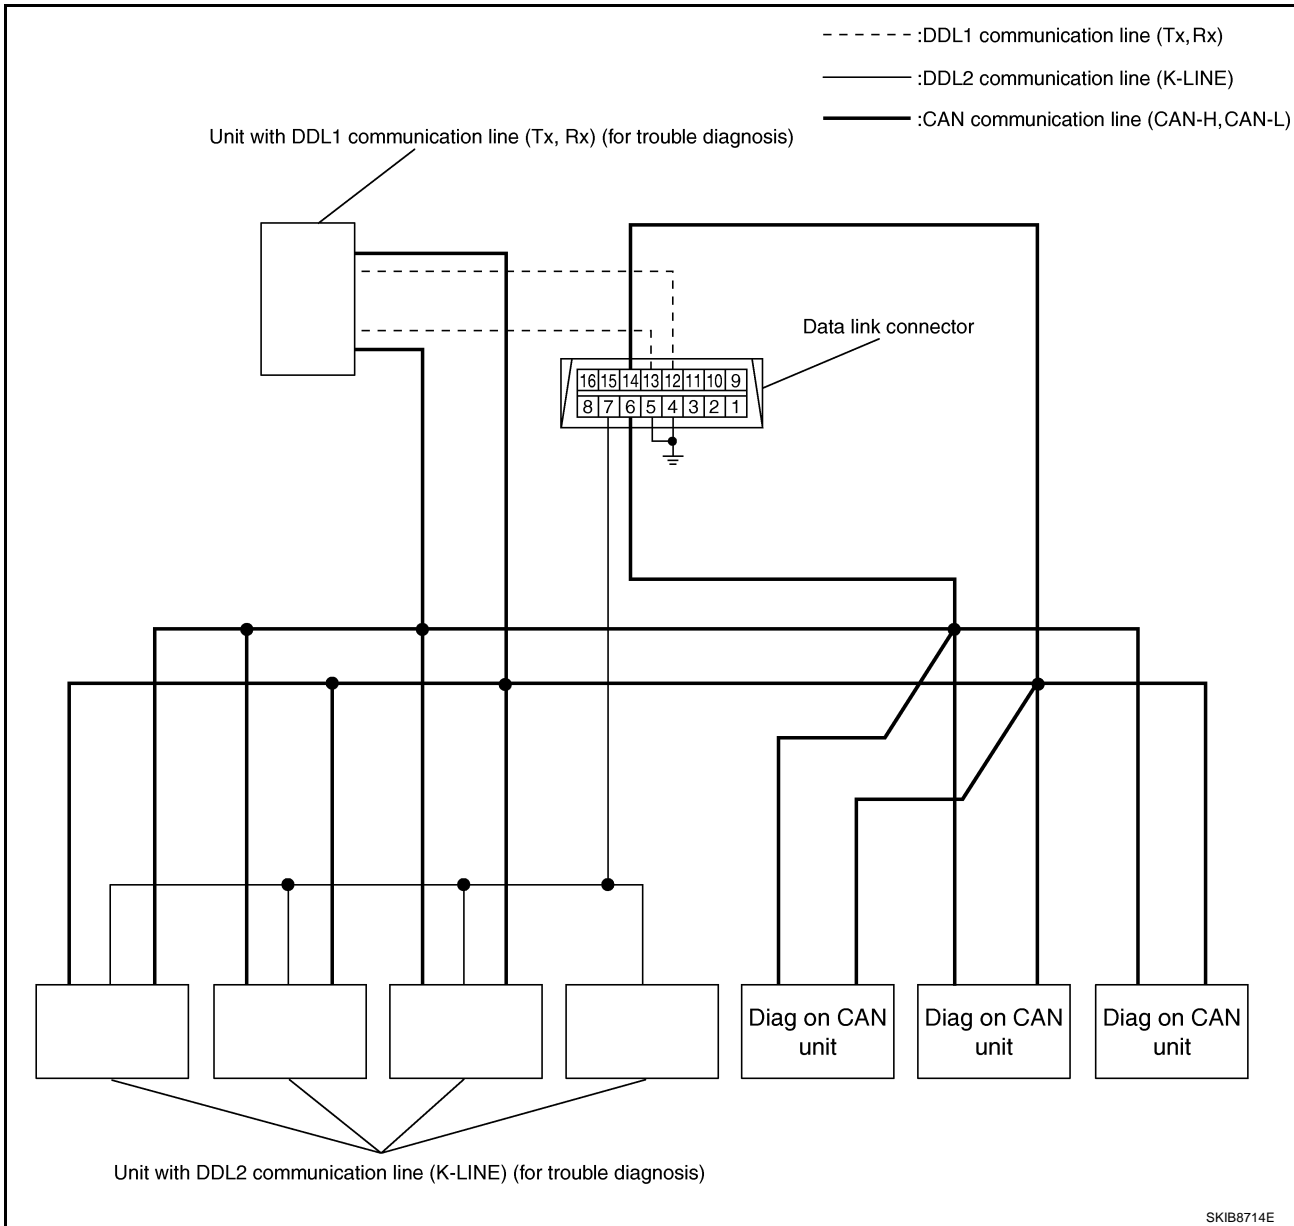 :DDL1 communication line (Tx,Rx)
:DDL2 communication line (K-LINE)
:CAN communication line (CAN-H,CAN-L)
Unit with DDL1 communication line (Tx, Rx) (for trouble diagnosis)
Data link connector
16 15 14 13 12 11 10 9
8 7 6 5 4 3 2 1
Diag on CAN
unit
Diag on CAN
unit
Diag on CAN
unit
Unit with DDL2 communication line (K-LINE) (for trouble diagnosis)
SKIB8714E